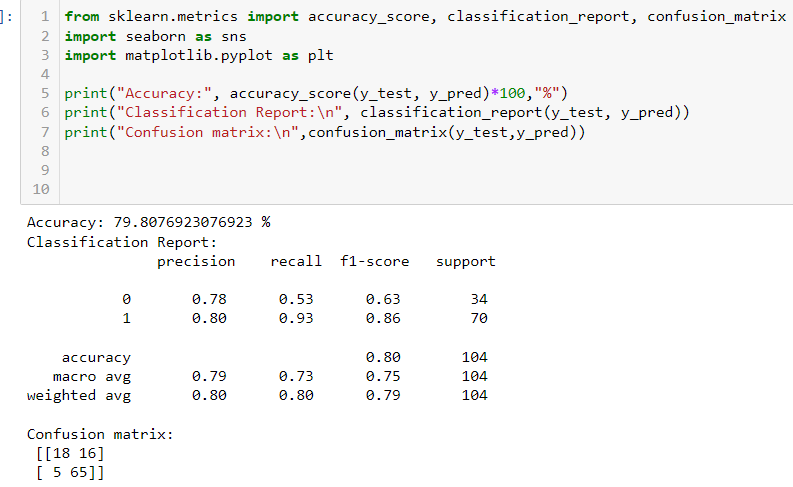 ]:
1 from sklearn.metrics import accuracy_score, classification_report, confusion_matrix
2 import seaborn as sns
3 import matplotlib.pyplot as plt
4
5 print("Accuracy:", accuracy_score(y_test, y_pred)*100,"%")
6 print("Classification Report:\n", classification_report(y_test, y_pred))
7 print("Confusion matrix:\n",confusion_matrix(y_test,y_pred))
8
9
10
Accuracy: 79.8076923076923 %
Classification Report:
precision recall f1-score support
0 0.78 0.53 0.63 34
1 0.80 0.93 0.86 70
accuracy 0.80 104
macro avg 0.79 0.73 0.75 104
weighted avg 0.80 0.80 0.79 104
Confusion matrix:
[[18 16]
[ 5 65]]